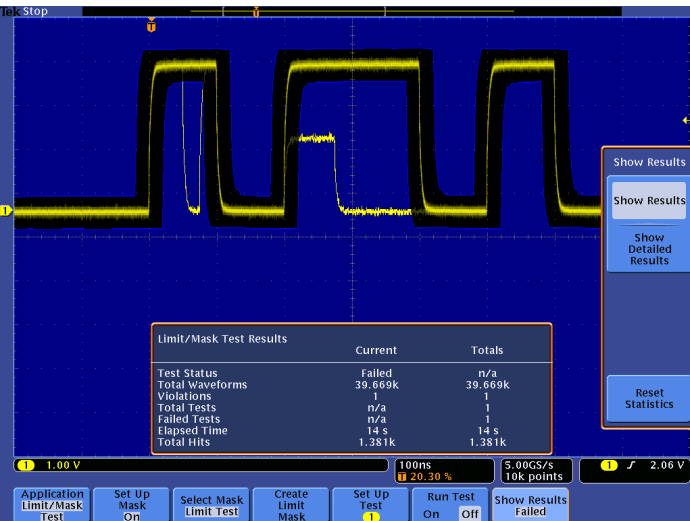 Tek Stop
T
T
1
Show Results
Show Results
Show
Detailed
Results
Reset
Statistics
Limit/Mask Test Results
Current Totals
Test Status Failed n/a
Total Waveforms 39.669k 39.669k
Violations 1 1
Total Tests n/a 1
Failed Tests n/a 1
Elapsed Time 14 s 14 s
Total Hits 1.381k 1.381k
1 1.00 V
100ns
T 20.30 %
5.00GS/s
10k points
1 2.06 V
Application
Limit/Mask
Test
Set Up
Mask
On
Select Mask
Limit Test
Create
Limit
Mask
Set Up
Test
1
Run Test
On Off
Show Results
Failed